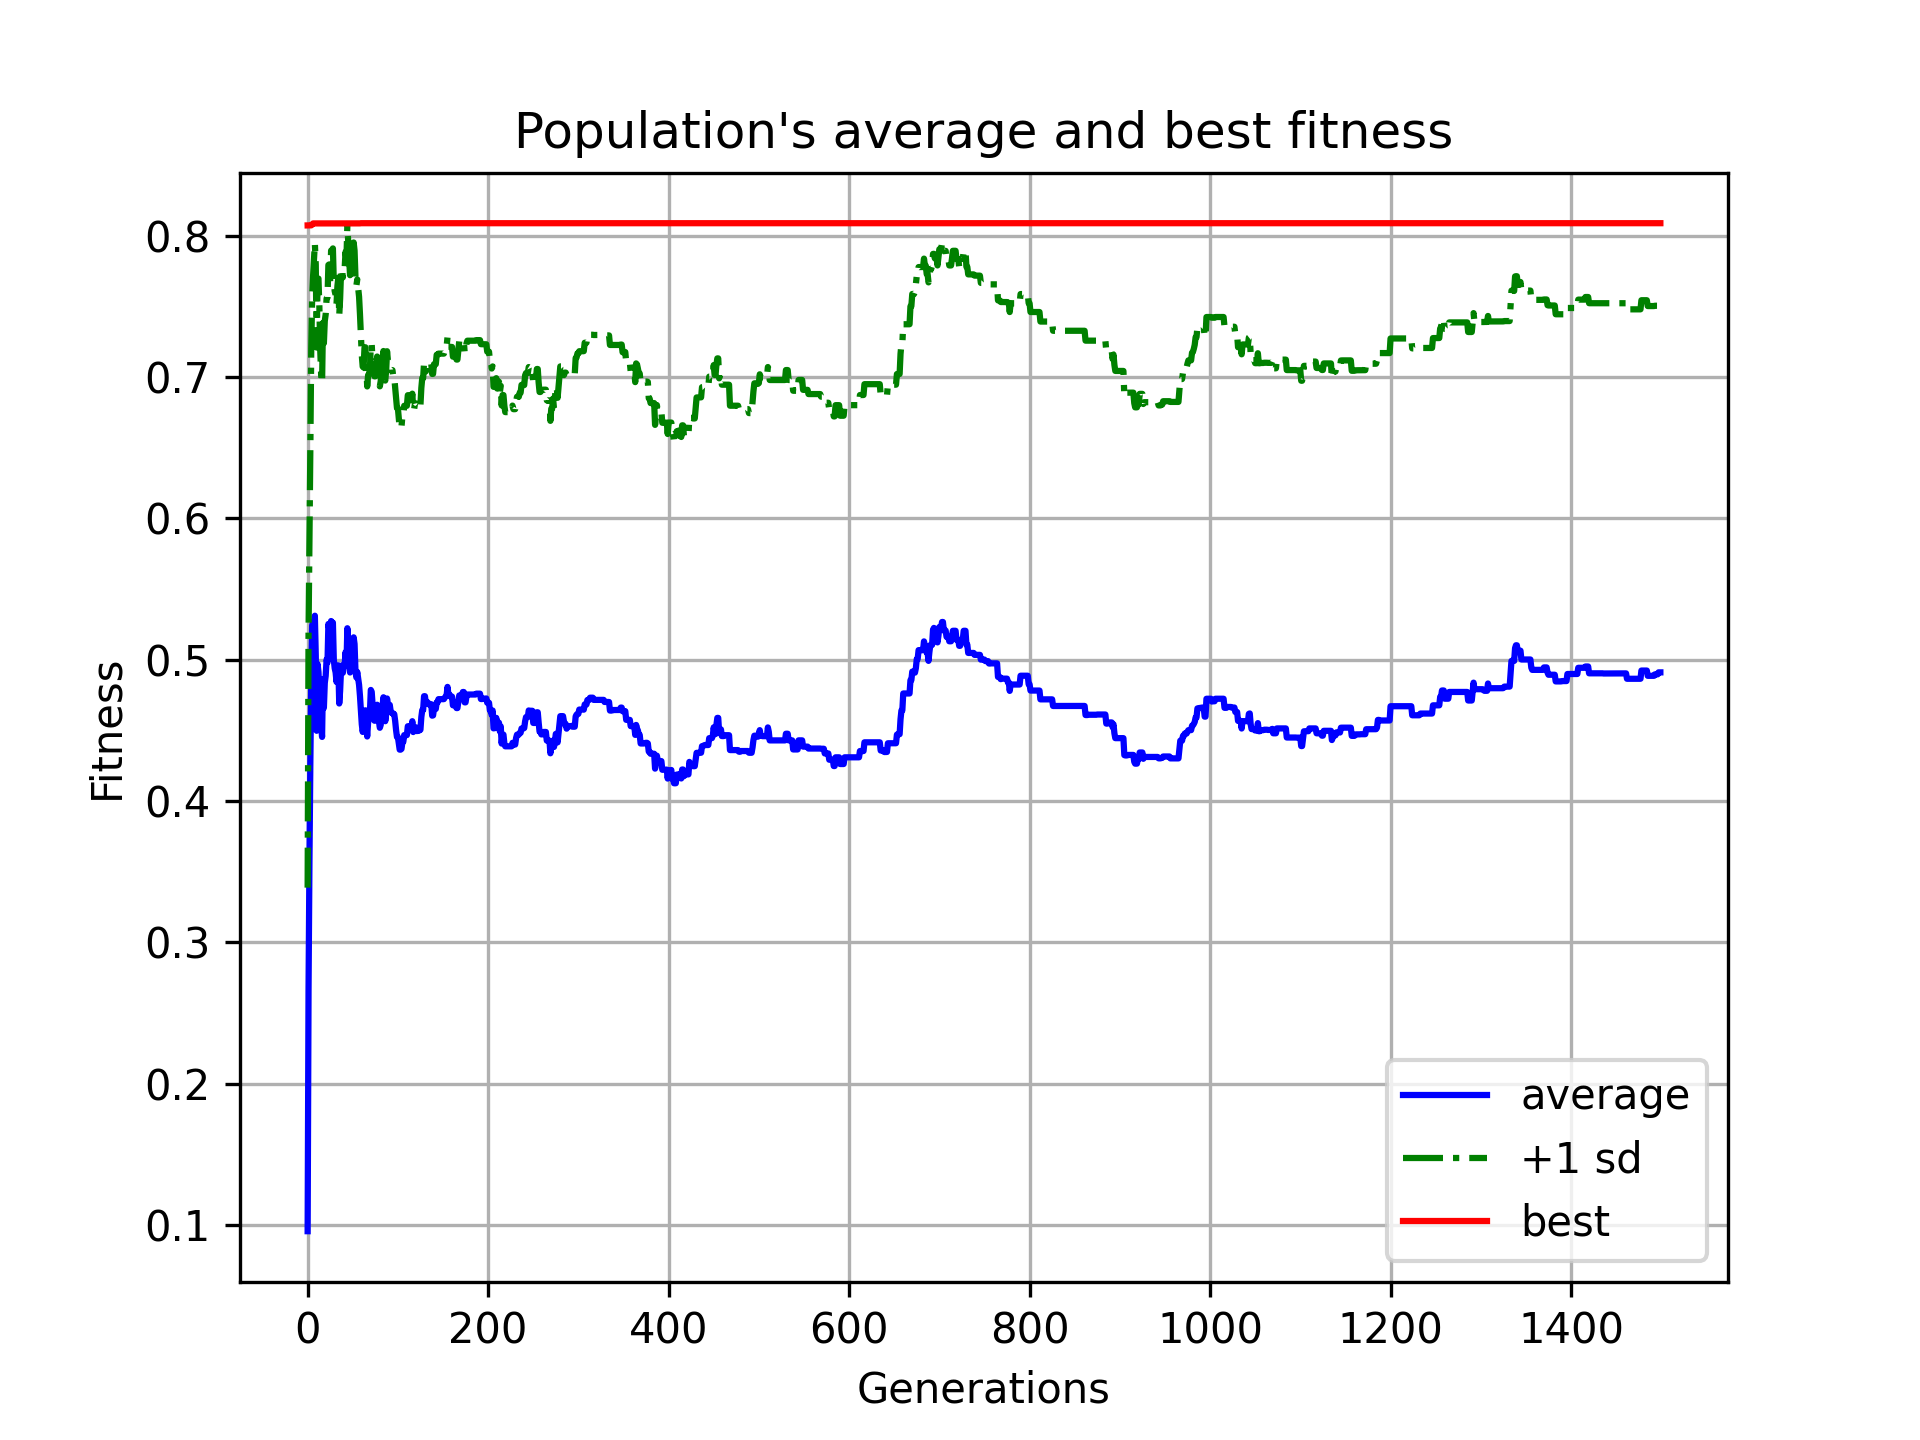 Population's average and best fitness
Fitness
0.8
0.7
0.6
0.5
0.4
0.3
0.2
0.1
average
+1 sd
best
0 200 400 600 800 1000 1200 1400
Generations